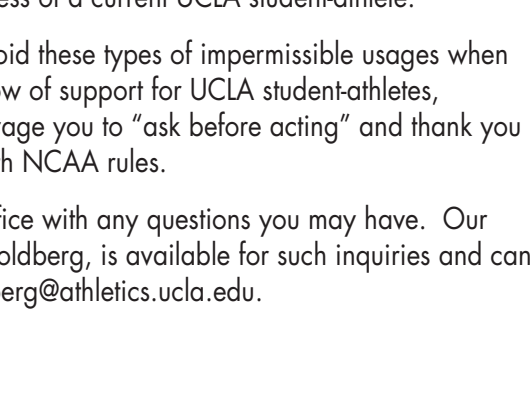 ess of a current UCLA student-athlete.
oid these types of impermissible usages when
ow of support for UCLA student-athletes,
rage you to “ask before acting” and thank you
th NCAA rules.
fice with any questions you may have.  Our
oldberg, is available for such inquiries and can
erg@athletics.ucla.edu.